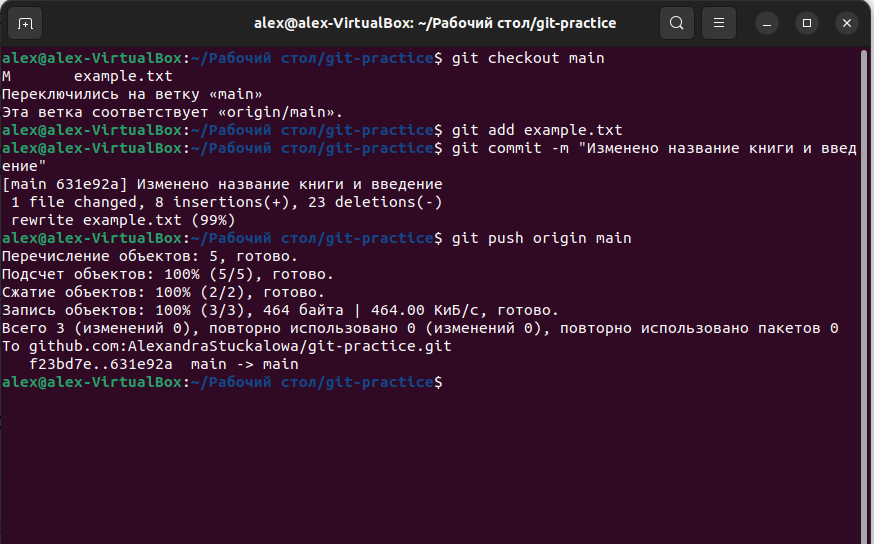 alex@alex-VirtualBox: ~/Рабочий стол/git-practice
alex@alex-VirtualBox:~/Рабочий стол/git-practice$ git checkout main
M       example.txt
Переключились на ветку «main»
Эта ветка соответствует «origin/main».
alex@alex-VirtualBox:~/Рабочий стол/git-practice$ git add example.txt
alex@alex-VirtualBox:~/Рабочий стол/git-practice$ git commit -m "Изменено название книги и введ
ение"
[main 631e92a] Изменено название книги и введение
 1 file changed, 8 insertions(+), 23 deletions(-)
 rewrite example.txt (99%)
alex@alex-VirtualBox:~/Рабочий стол/git-practice$ git push origin main
Перечисление объектов: 5, готово.
Подсчет объектов: 100% (5/5), готово.
Сжатие объектов: 100% (2/2), готово.
Запись объектов: 100% (3/3), 464 байта | 464.00 КиБ/с, готово.
Всего 3 (изменений 0), повторно использовано 0 (изменений 0), повторно использовано пакетов 0
To github.com:AlexandraStuckalowa/git-practice.git
   f23bd7e..631e92a  main -> main
alex@alex-VirtualBox:~/Рабочий стол/git-practice$